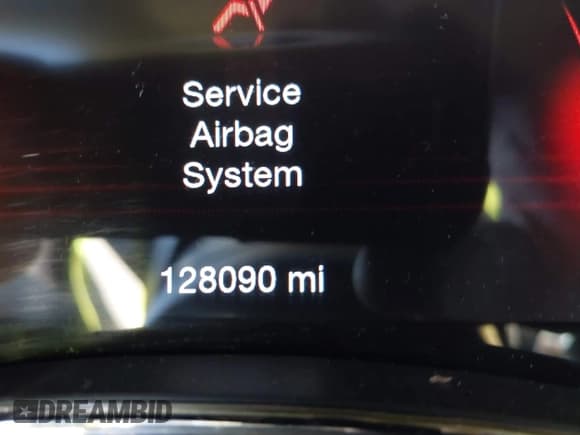 Service
Airbag
System
128090 mi
DREAMBID